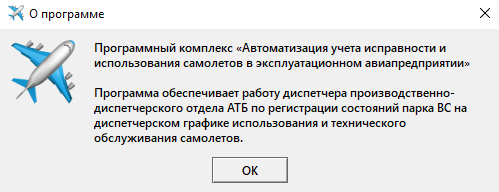 О программе
Программный комплекс «Автоматизация учета исправности и
использования самолетов в эксплуатационном авиапредприятии»
Программа обеспечивает работу диспетчера производственно-
диспетчерского отдела АТБ по регистрации состояний парка ВС на
диспетчерском графике использования и технического
обслуживания самолетов.
ОК